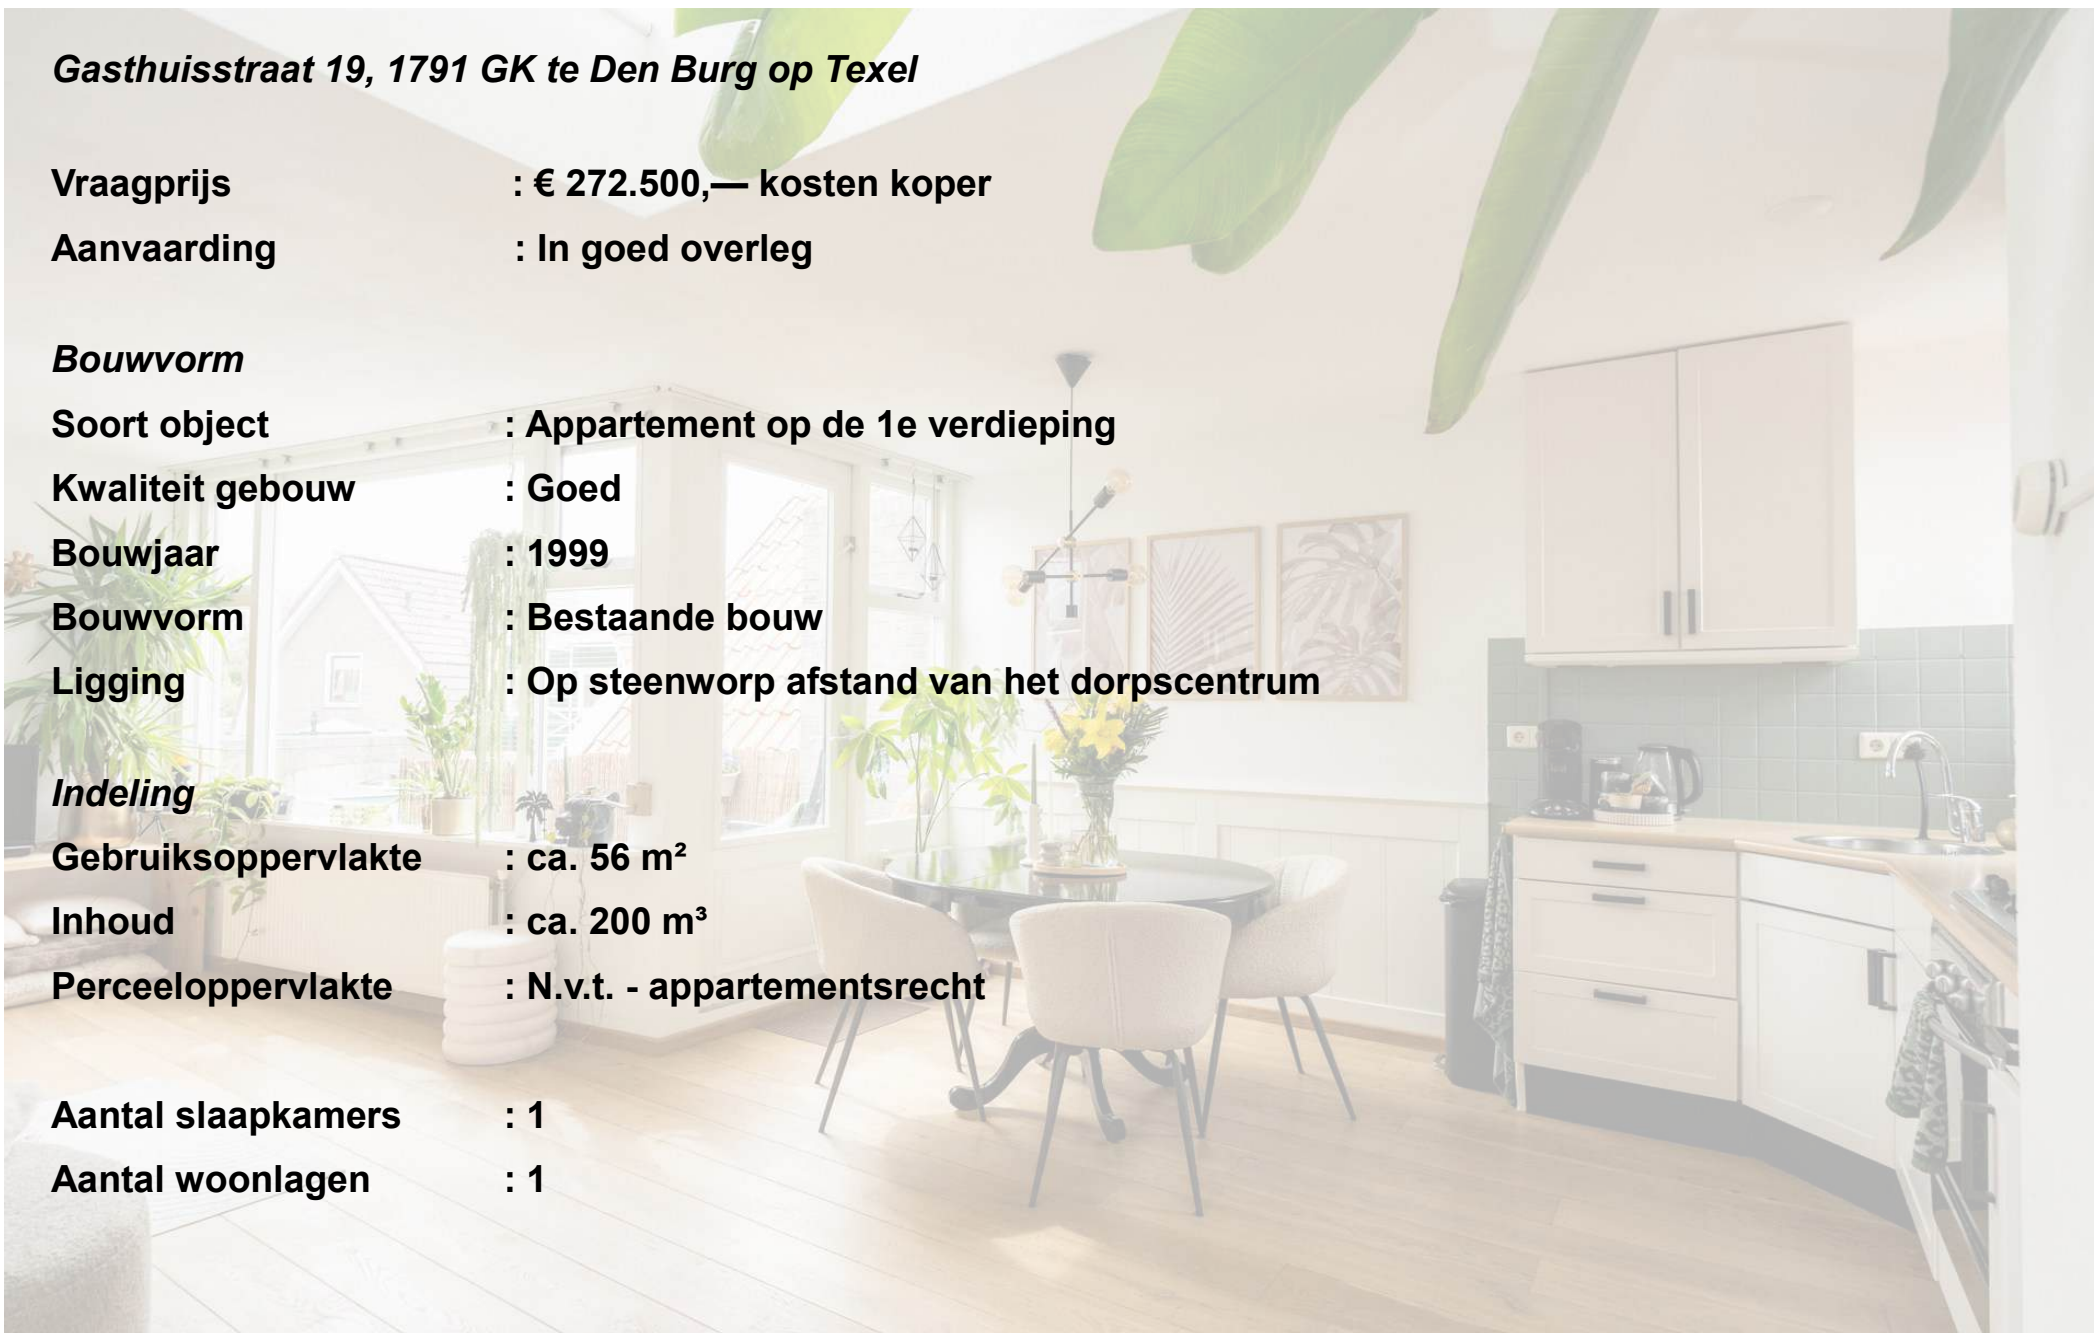 Gasthuisstraat 19, 1791 GK te Den Burg op Texel
Vraagprijs : € 272.500,— kosten koper
Aanvaarding : In goed overleg
Bouwvorm
Soort object : Appartement op de 1e verdieping
Kwaliteit gebouw : Goed
Bouwjaar : 1999
Bouwvorm : Bestaande bouw
Ligging : Op steenworp afstand van het dorpscentrum
Indeling
Gebruiksoppervlakte : ca. 56 m²
Inhoud : ca. 200 m³
Perceeloppervlakte : N.v.t. - appartementsrecht
Aantal slaapkamers : 1
Aantal woonlagen : 1